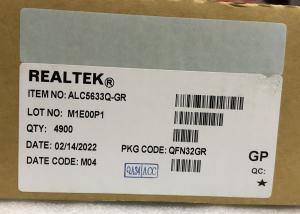 REALTEK®
ITEM NO: ALC5633Q-GR
LOT NO: M1E00P1
QTY: 4900
DATE: 02/14/2022 PKG CODE: QFN32GR
DATE CODE: M04
GP
QC:
★